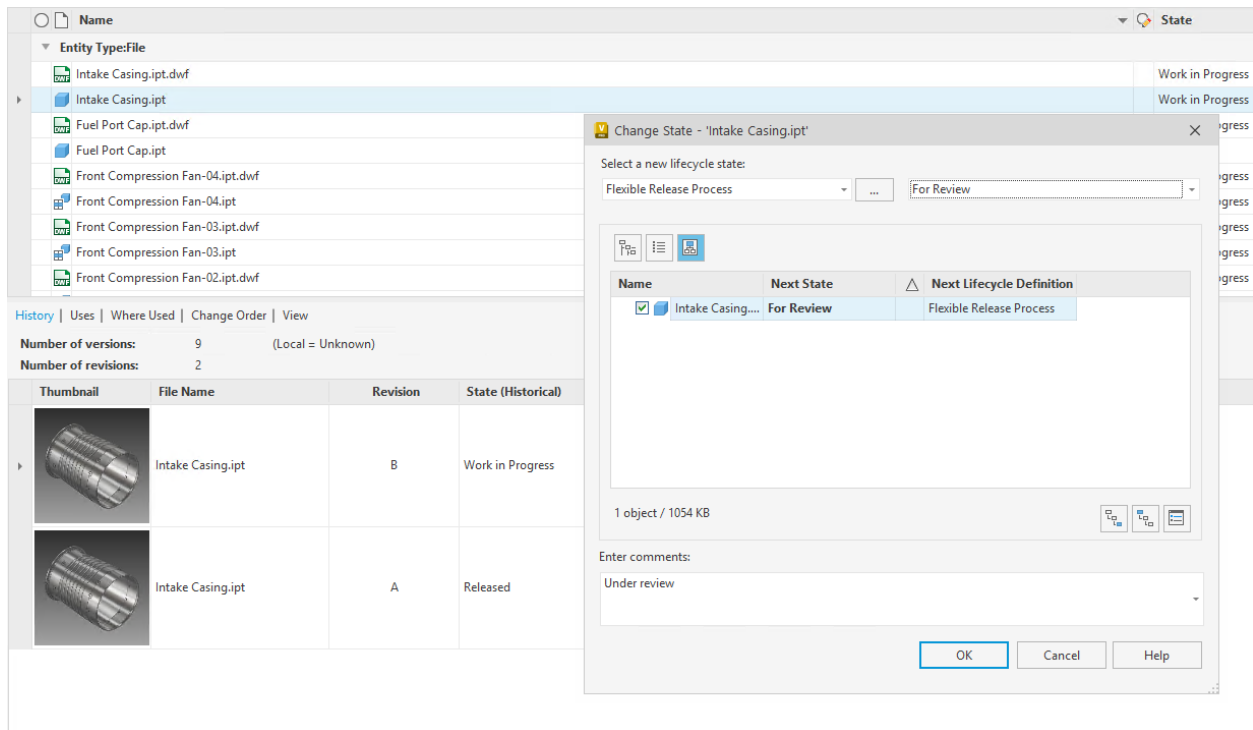 Name State
Entity Type:File
Intake Casing.ipt.dwf Work in Progress
Intake Casing.ipt Work in Progress
Fuel Port Cap.ipt.dwf
Fuel Port Cap.ipt
Front Compression Fan-04.ipt.dwf
Front Compression Fan-04.ipt
Front Compression Fan-03.ipt.dwf
Front Compression Fan-03.ipt
Front Compression Fan-02.ipt.dwf
History | Uses | Where Used | Change Order | View
Number of versions: 9 (Local = Unknown)
Number of revisions: 2
Thumbnail File Name Revision State (Historical)
Intake Casing.ipt B Work in Progress
Intake Casing.ipt A Released
Change State - 'Intake Casing.ipt'
Select a new lifecycle state:
Flexible Release Process ... For Review
Name Next State Next Lifecycle Definition
Intake Casing.... For Review Flexible Release Process
1 object / 1054 KB
Enter comments:
Under review
OK Cancel Help